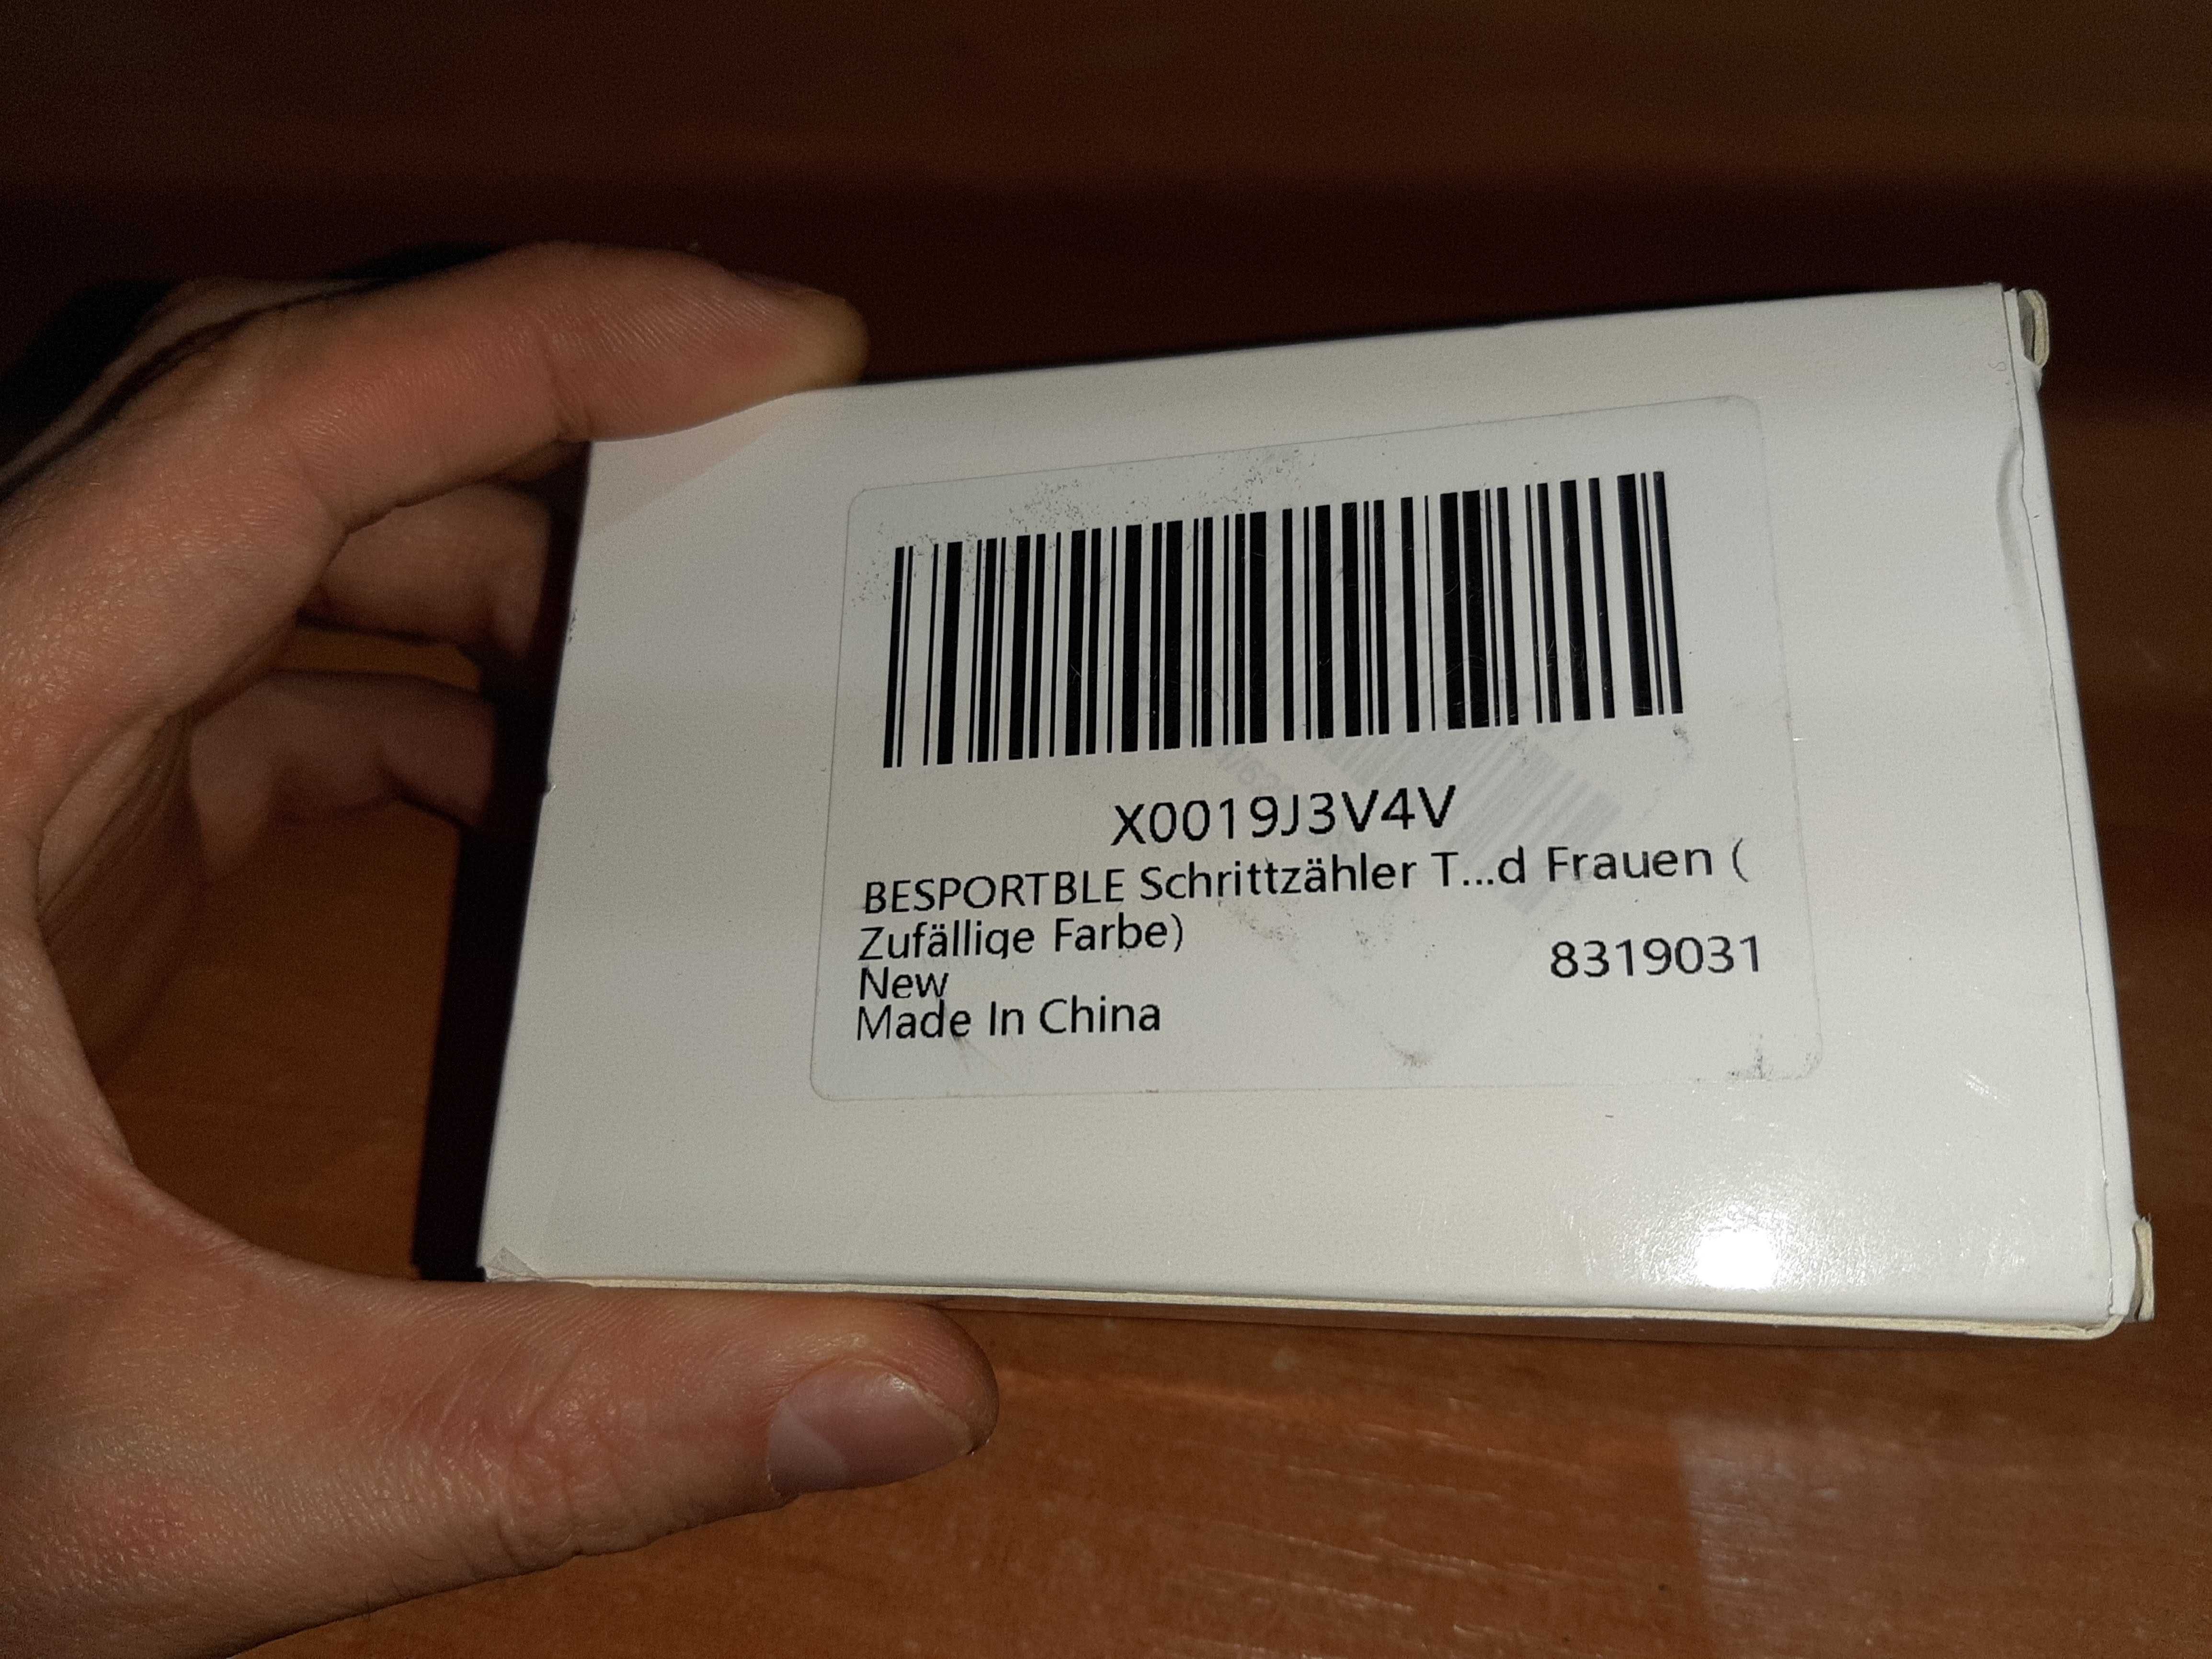 X0019J3V4V
BESPORTBLE Schrittzähler T...d Frauen (
Zufällige Farbe)
New
8319031
Made In China